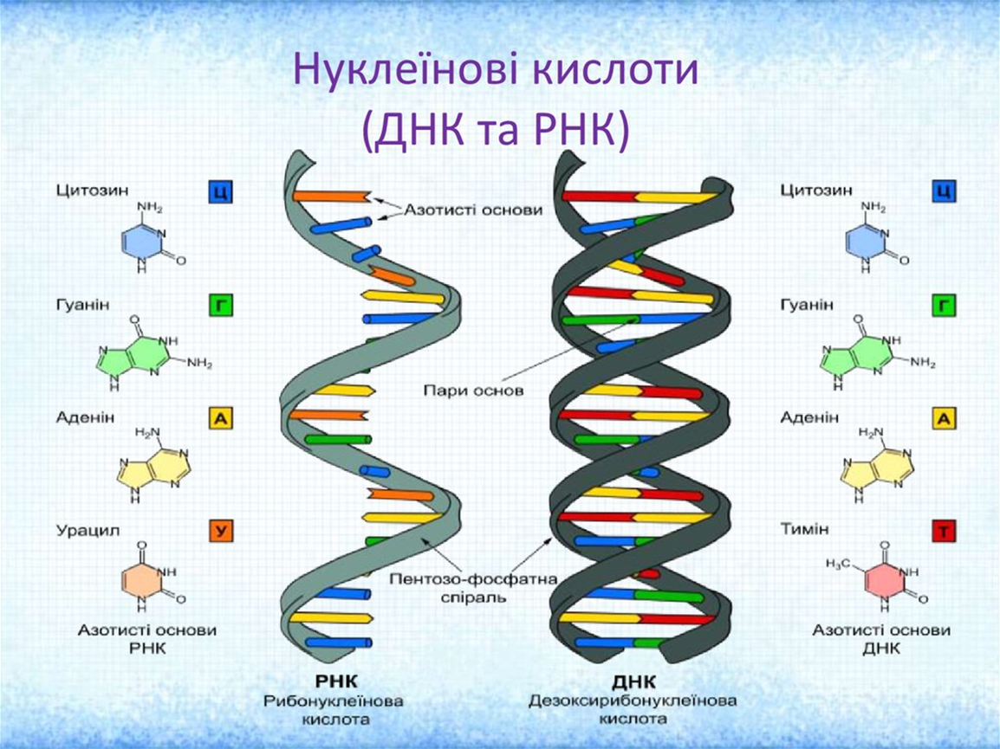 Нуклеїнові кислоти
(ДНК та РНК)
Цитозин
Ц
NH₂
N
N
H
O
Гуанін
Г
O
N
NH
N
H
N
NH₂
Аденін
А
H₂N
N
N
N
H
N
Урацил
У
O
NH
N
H
O
Азотисті основи
РНК
Азотисті основи
Пари основ
Пентозо-фосфатна
спіраль
РНК
Рибонуклеїнова
кислота
ДНК
Дезоксирибонуклеїнова
кислота
Цитозин
Ц
NH₂
N
N
H
O
Гуанін
Г
O
N
NH
N
H
N
NH₂
Аденін
А
H₂N
N
N
N
H
N
Тимін
Т
O
H₃C
NH
N
H
O
Азотисті основи
ДНК